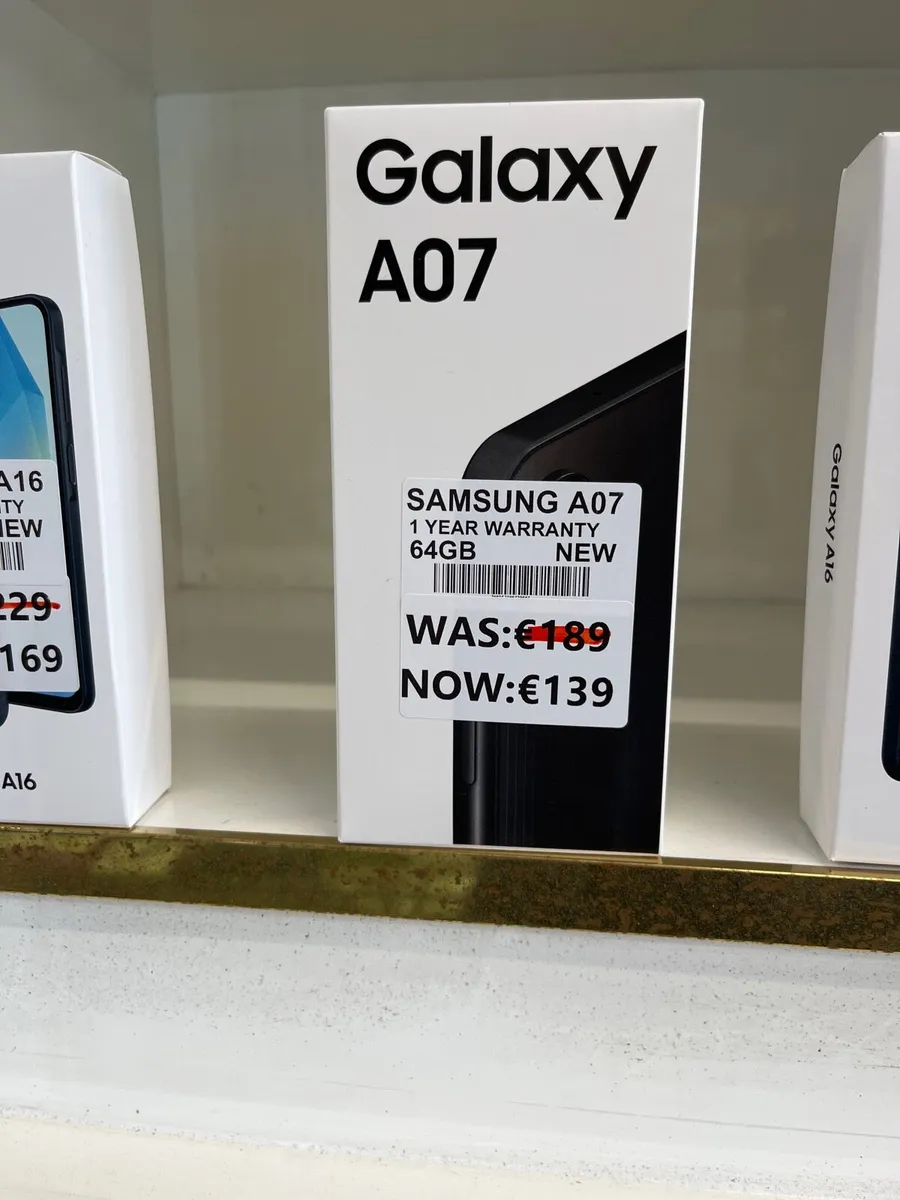 Galaxy
A07
SAMSUNG A07
1 YEAR WARRANTY
64GB NEW
WAS:€189
NOW:€139
A16
NEW
229
169
A16
Galaxy A16